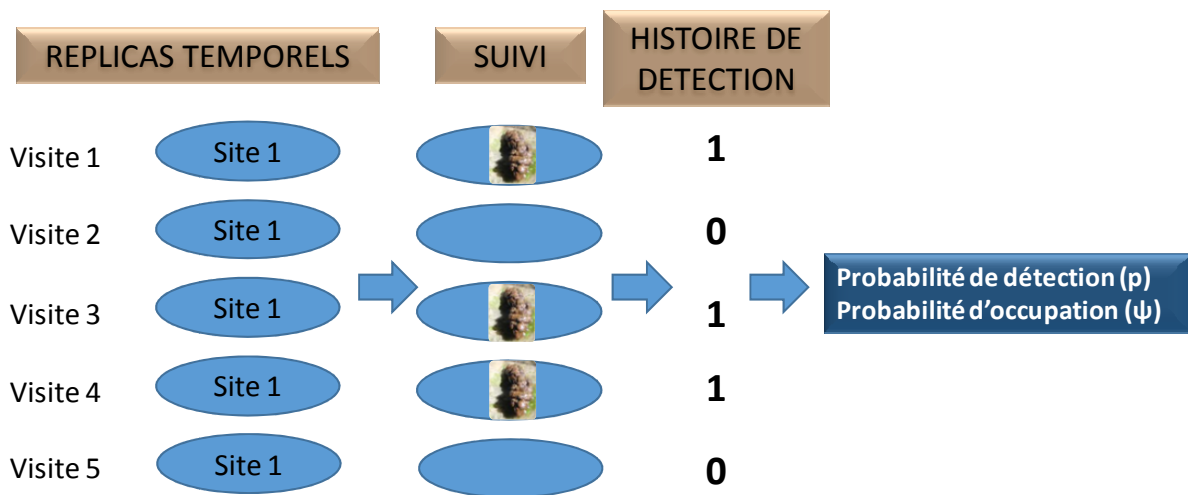 REPLICAS TEMPORELS
SUIVI
HISTOIRE DE
DETECTION
Visite 1
Site 1
1
Visite 2
Site 1
0
Visite 3
Site 1
1
Visite 4
Site 1
1
Visite 5
Site 1
0
Probabilité de détection (p)
Probabilité d’occupation (ψ)